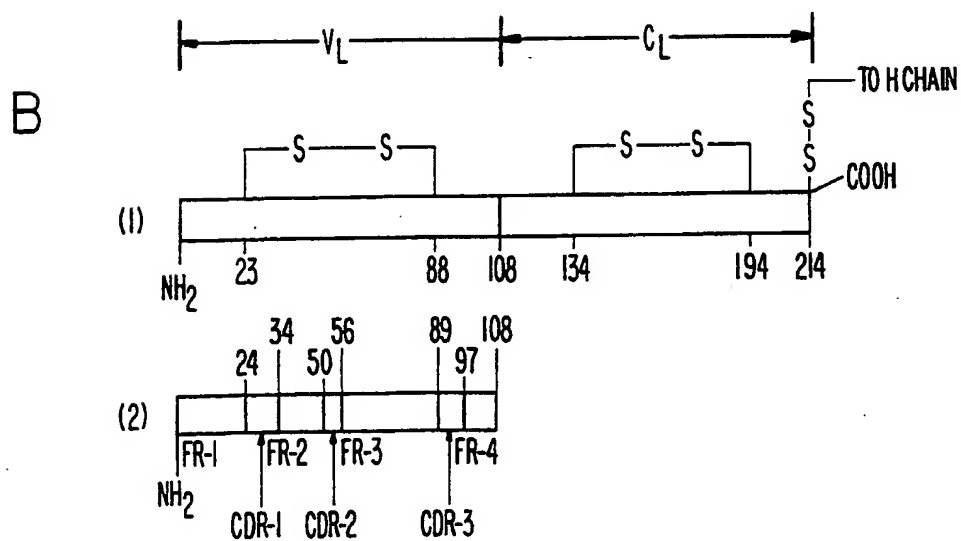 V_L C_L
TO H CHAIN
B
S S S S S
S
COOH
(1)
23 88 108 134 194 214
NH2
34 56 89 108
24 50 97
(2)
FR-1 FR-2 FR-3 FR-4
NH2
CDR-1 CDR-2 CDR-3